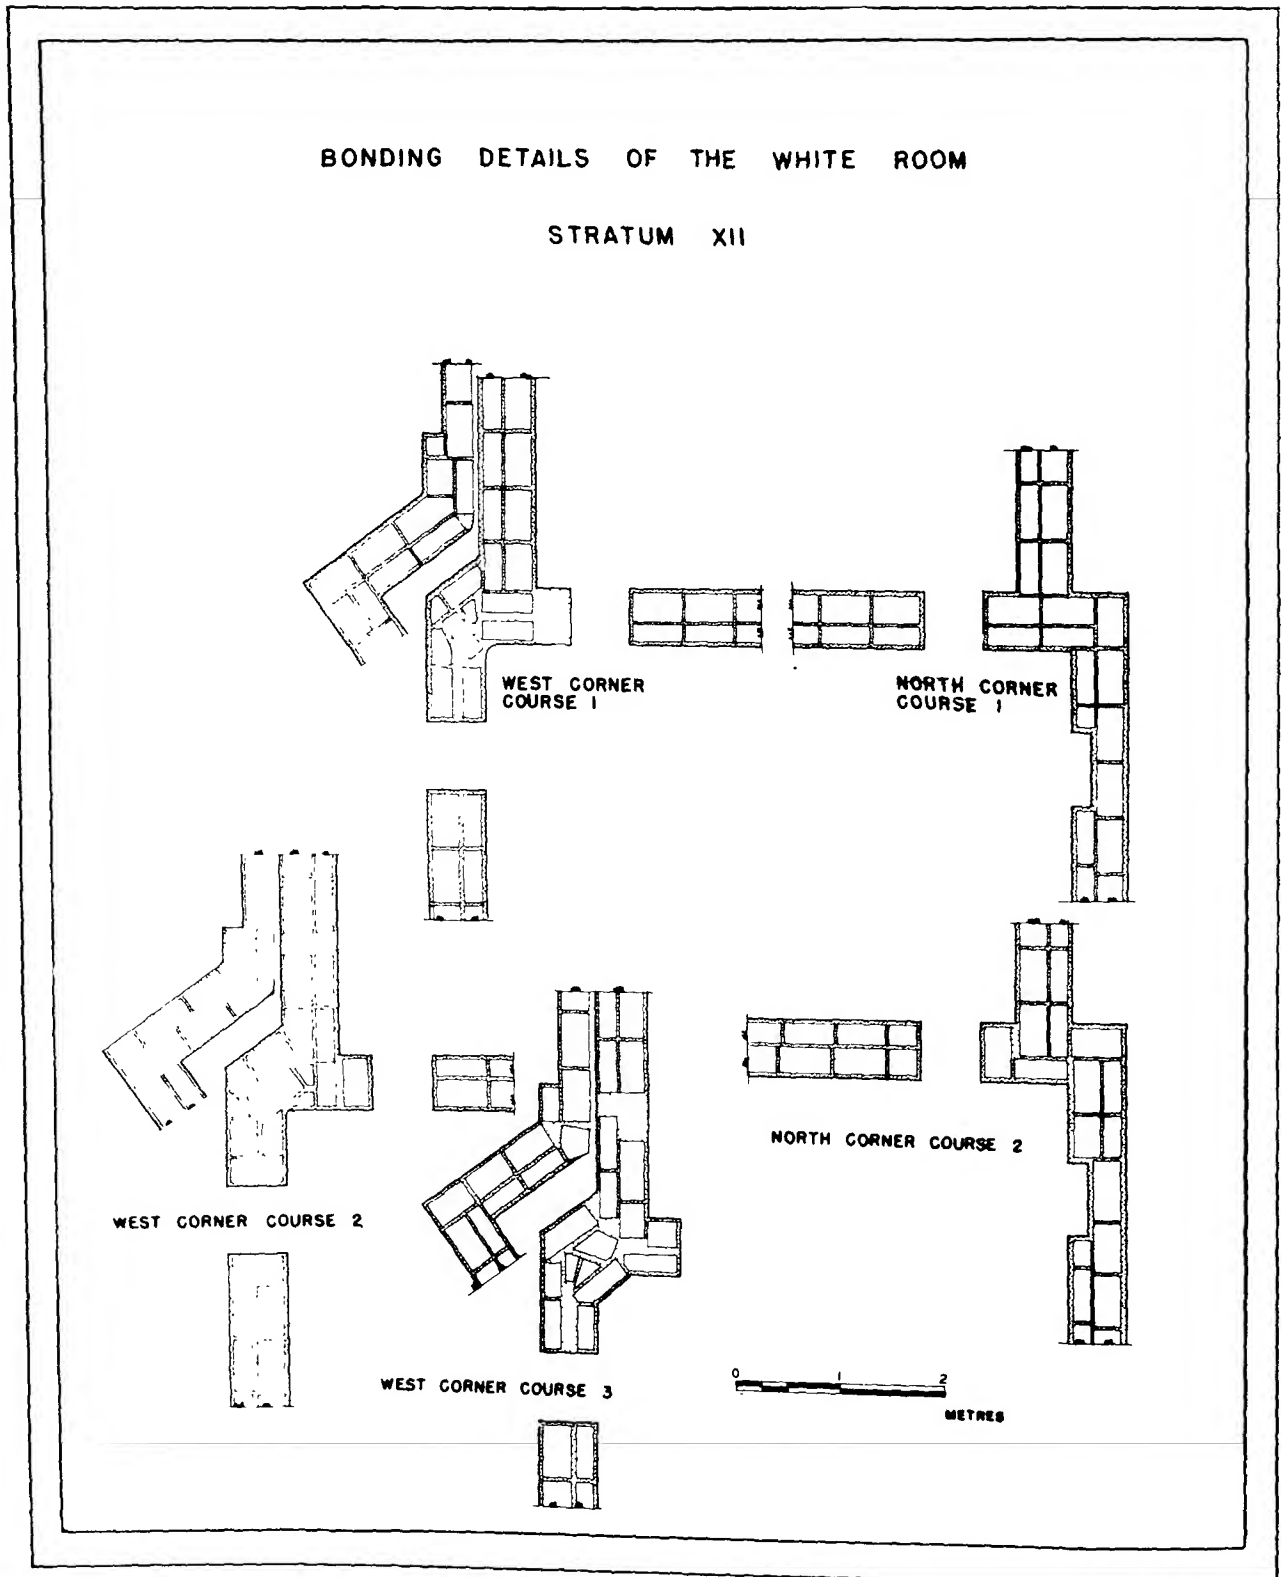 BONDING DETAILS OF THE WHITE ROOM
STRATUM XII
WEST CORNER
COURSE 1
NORTH CORNER
COURSE 1
NORTH CORNER COURSE 2
WEST CORNER COURSE 2
WEST CORNER COURSE 3
0 1 2
METRES